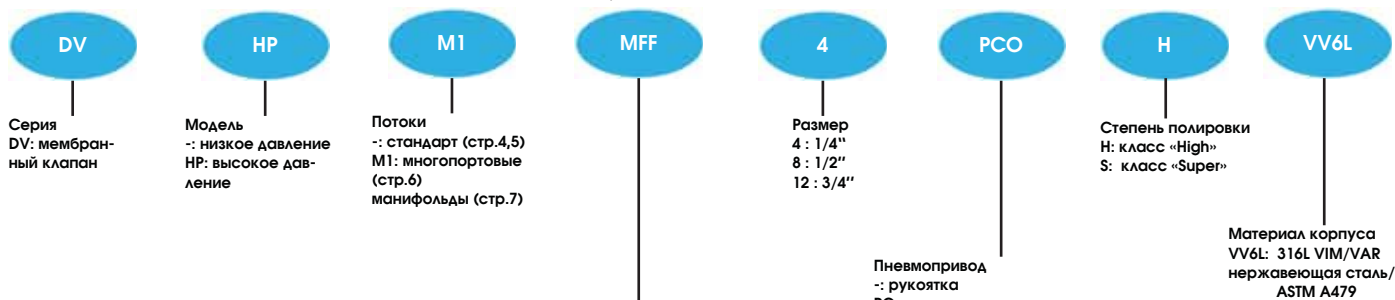 DV
HP
M1
MFF
4
PCO
H
VV6L
Серия
DV: мембран-
ный клапан
Модель
-: низкое давление
HP: высокое дав-
ление
Потоки
-: стандарт (стр.4,5)
M1: многопортовые
(стр.6)
манифольды (стр.7)
Размер
4 : 1/4“
8 : 1/2’’
12 : 3/4’’
Степень полировки
H: класс «High»
S: класс «Super»
Материал корпуса
VV6L: 316L VIM/VAR
нержавеющая сталь/
ASTM A479
Пневмопривод
-: рукоятка